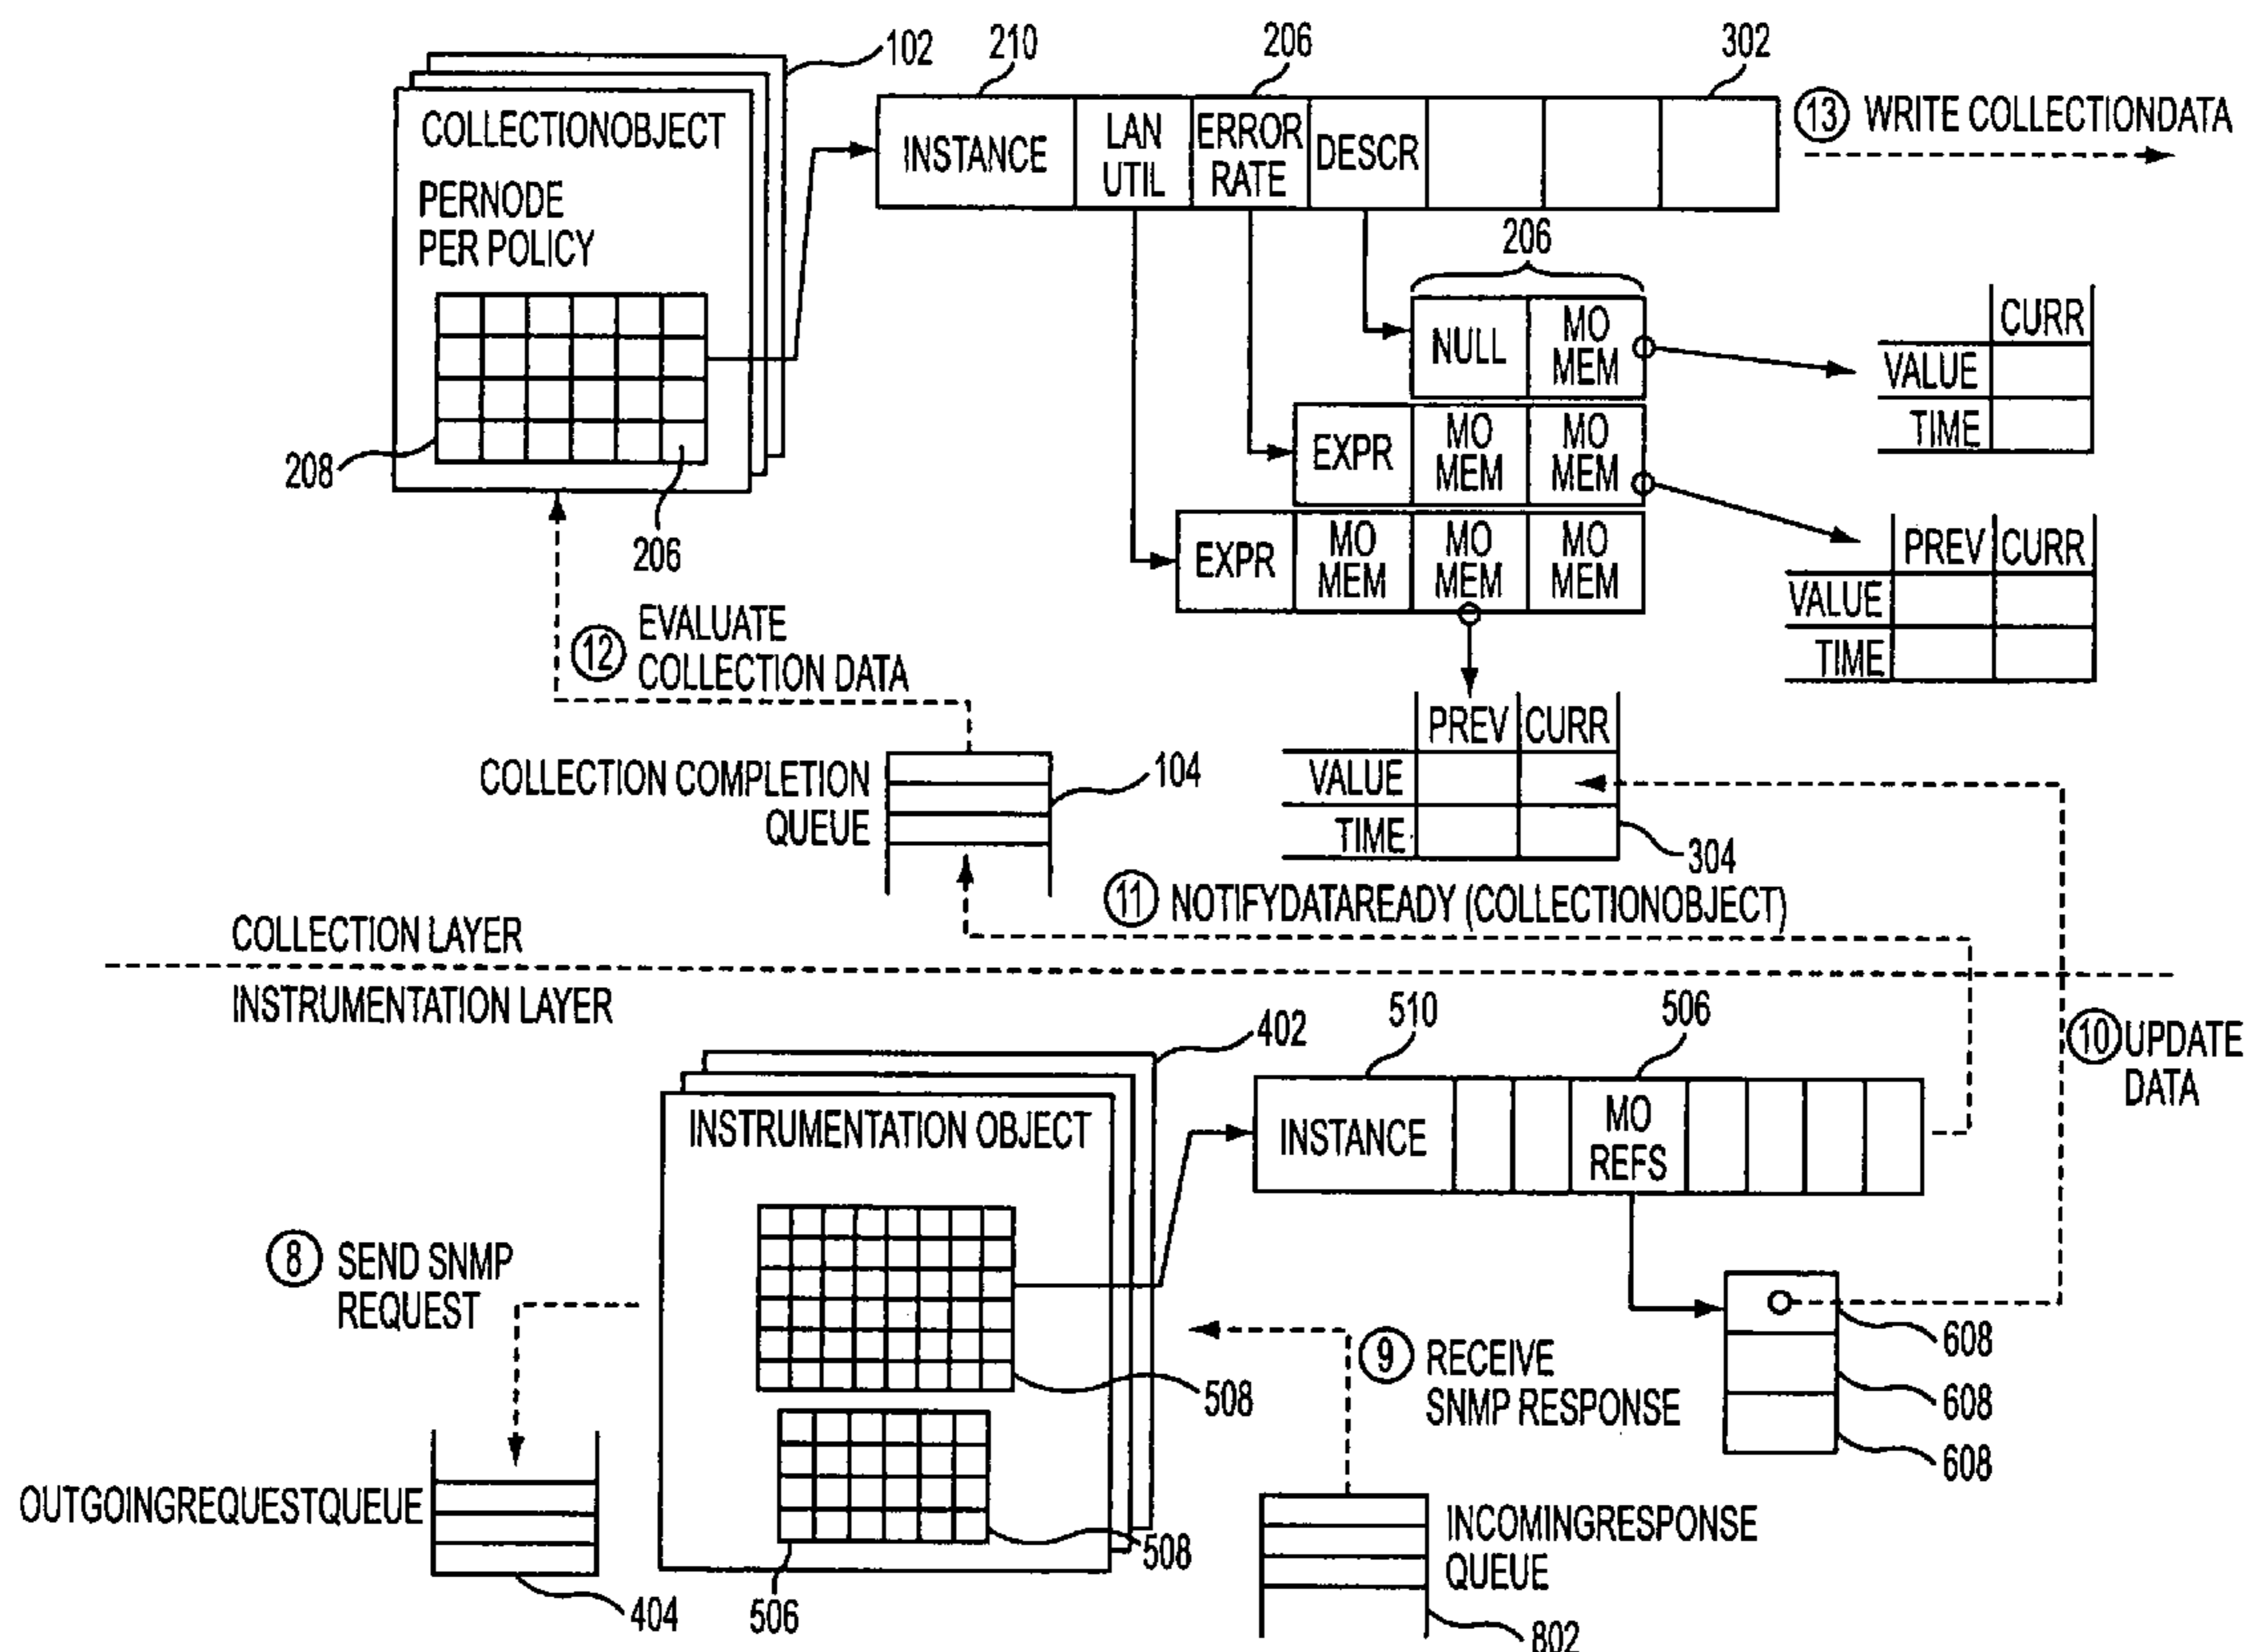 102
210
206
302
COLLECTIONOBJECT
PERNODE
PER POLICY
INSTANCE
LAN
UTIL
ERROR
RATE
DESCR
13 WRITE COLLECTIONDATA
206
NULL
MO
MEM
CURR
VALUE
TIME
EXPR
MO
MEM
MO
MEM
208
206
EXPR
MO
MEM
MO
MEM
MO
MEM
PREV CURR
VALUE
TIME
12 EVALUATE
COLLECTION DATA
PREV CURR
VALUE
TIME
304
COLLECTION COMPLETION
QUEUE
104
11 NOTIFYDATAREADY (COLLECTIONOBJECT)
COLLECTION LAYER
INSTRUMENTATION LAYER
402
510
506
10 UPDATE
DATA
INSTRUMENTATION OBJECT
INSTANCE
MO
REFS
8 SEND SNMP
REQUEST
608
608
608
9 RECEIVE
SNMP RESPONSE
508
508
506
OUTGOINGREQUESTQUEUE
404
INCOMINGRESPONSE
QUEUE
802